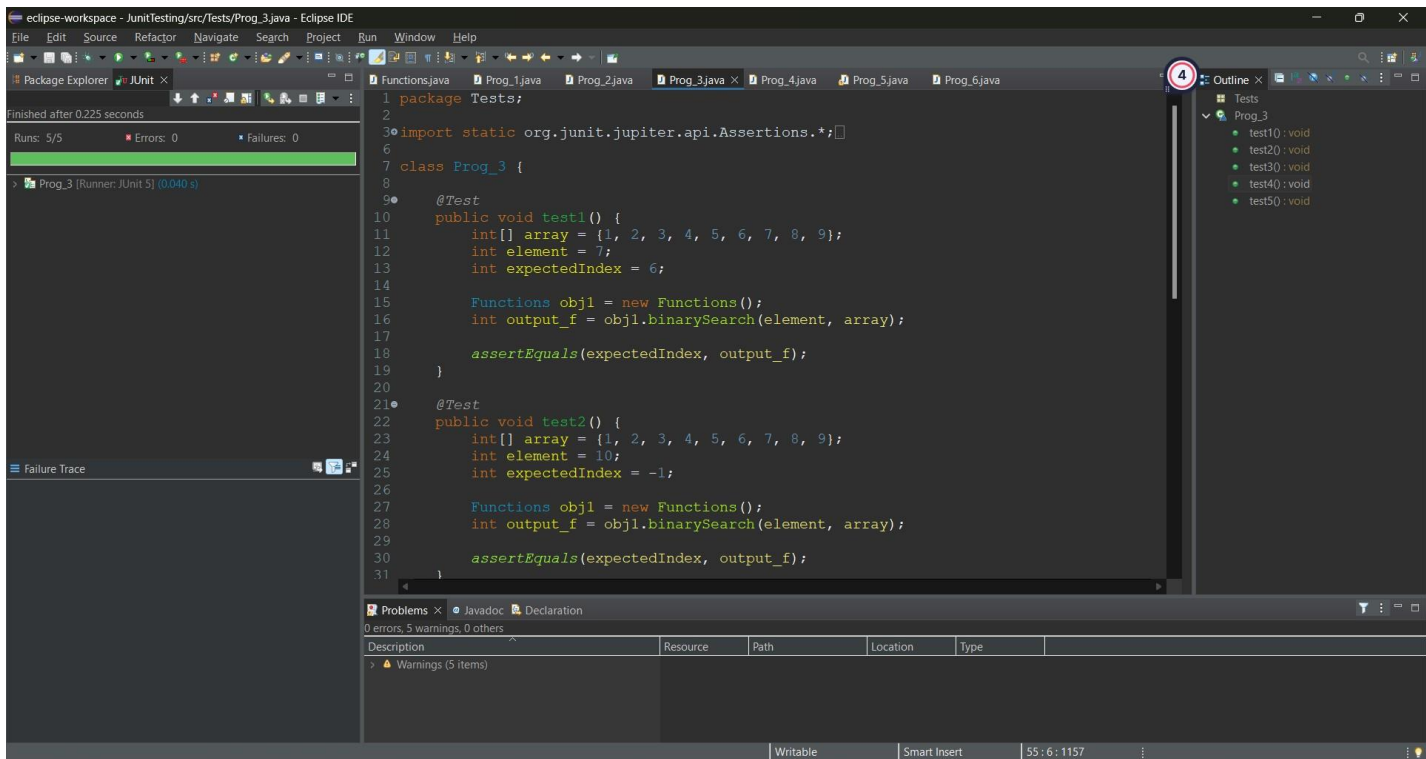 eclipse-workspace - JunitTesting/src/Tests/Prog_3.java - Eclipse IDE
File Edit Source Refactor Navigate Search Project Run Window Help
Package Explorer JUnit
Finished after 0.225 seconds
Runs: 5/5 Errors: 0 Failures: 0
Prog_3 [Runner: JUnit 5] (0.040 s)
Failure Trace
Functions.java Prog_1.java Prog_2.java Prog_3.java Prog_4.java Prog_5.java Prog_6.java
1 package Tests;
2
3 import static org.junit.jupiter.api.Assertions.*;
6
7 class Prog_3 {
8
9 @Test
10 public void test1() {
11 int[] array = {1, 2, 3, 4, 5, 6, 7, 8, 9};
12 int element = 7;
13 int expectedIndex = 6;
14
15 Functions obj1 = new Functions();
16 int output_f = obj1.binarySearch(element, array);
17
18 assertEquals(expectedIndex, output_f);
19 }
20
21 @Test
22 public void test2() {
23 int[] array = {1, 2, 3, 4, 5, 6, 7, 8, 9};
24 int element = 10;
25 int expectedIndex = -1;
26
27 Functions obj1 = new Functions();
28 int output_f = obj1.binarySearch(element, array);
29
30 assertEquals(expectedIndex, output_f);
31 }
4
Outline
Tests
Prog_3
test1() : void
test2() : void
test3() : void
test4() : void
test5() : void
Problems Javadoc Declaration
0 errors, 5 warnings, 0 others
Description Resource Path Location Type
Warnings (5 items)
Writable Smart Insert 55 : 6 : 1157